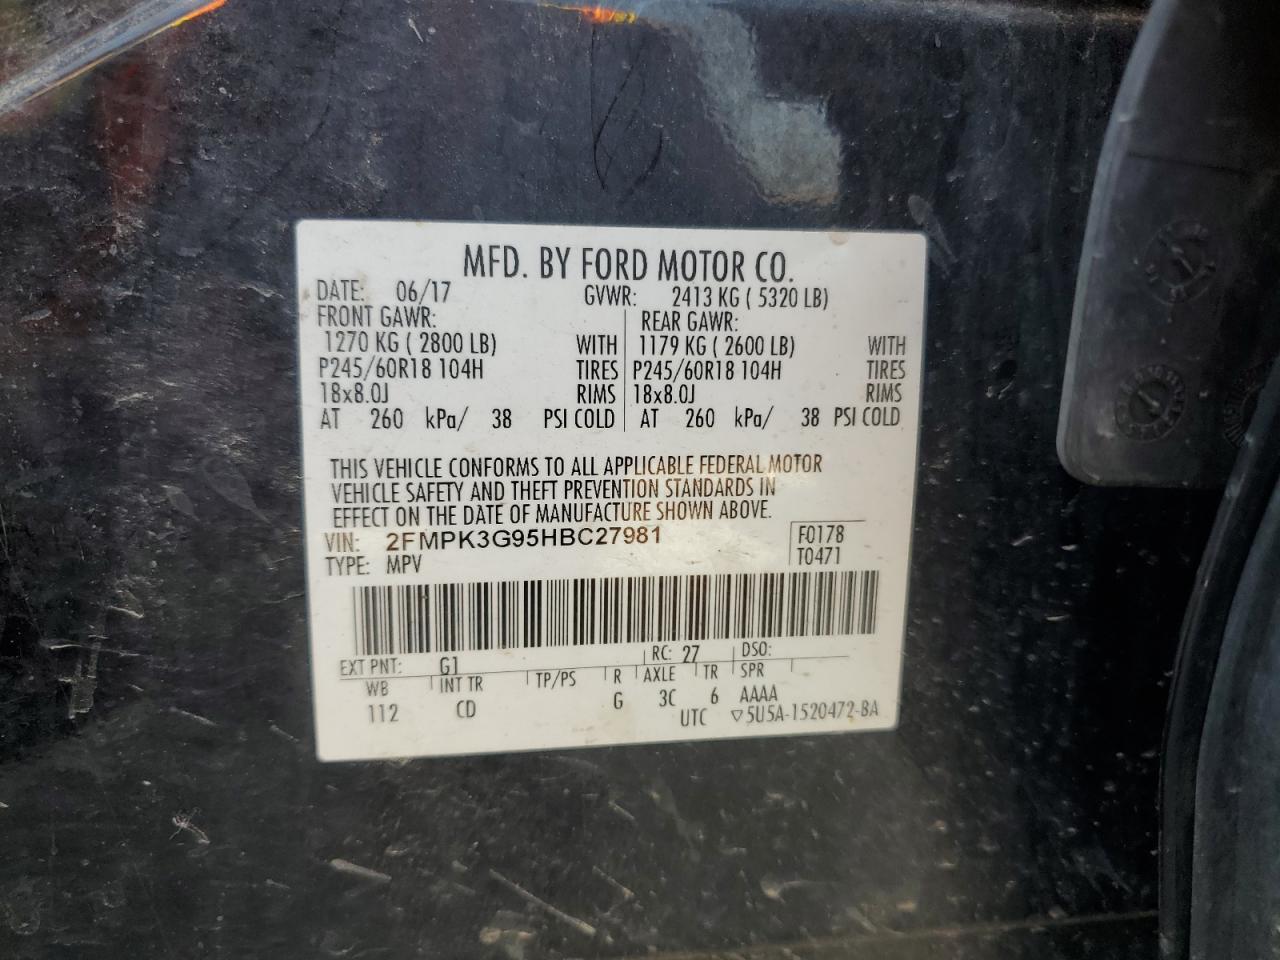 MFD. BY FORD MOTOR CO.
DATE: 06/17 GVWR: 2413 KG ( 5320 LB)
FRONT GAWR: REAR GAWR:
1270 KG ( 2800 LB) WITH 1179 KG ( 2600 LB) WITH
P245/60R18 104H TIRES P245/60R18 104H TIRES
18x8.0J RIMS 18x8.0J RIMS
AT 260 kPa/ 38 PSI COLD AT 260 kPa/ 38 PSI COLD
THIS VEHICLE CONFORMS TO ALL APPLICABLE FEDERAL MOTOR
VEHICLE SAFETY AND THEFT PREVENTION STANDARDS IN
EFFECT ON THE DATE OF MANUFACTURE SHOWN ABOVE.
VIN: 2FMPK3G95HBC27981 F0178
TYPE: MPV T0471
EXT PNT: G1 RC: 27 DSO:
WB INT TR TP/PS R AXLE TR SPR
112 CD G 3C 6 AAAA
UTC ▽5U5A-1520472-BA